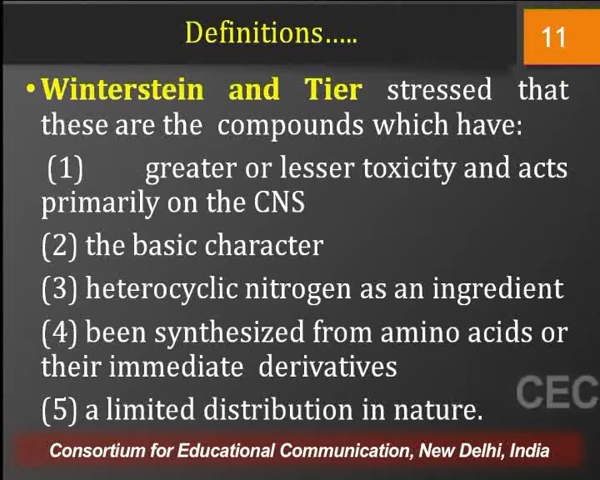 Definitions.....
11
•Winterstein and Tier stressed that
these are the compounds which have:
(1) greater or lesser toxicity and acts
primarily on the CNS
(2) the basic character
(3) heterocyclic nitrogen as an ingredient
(4) been synthesized from amino acids or
their immediate derivatives
(5) a limited distribution in nature.
CEC
Consortium for Educational Communication, New Delhi, India